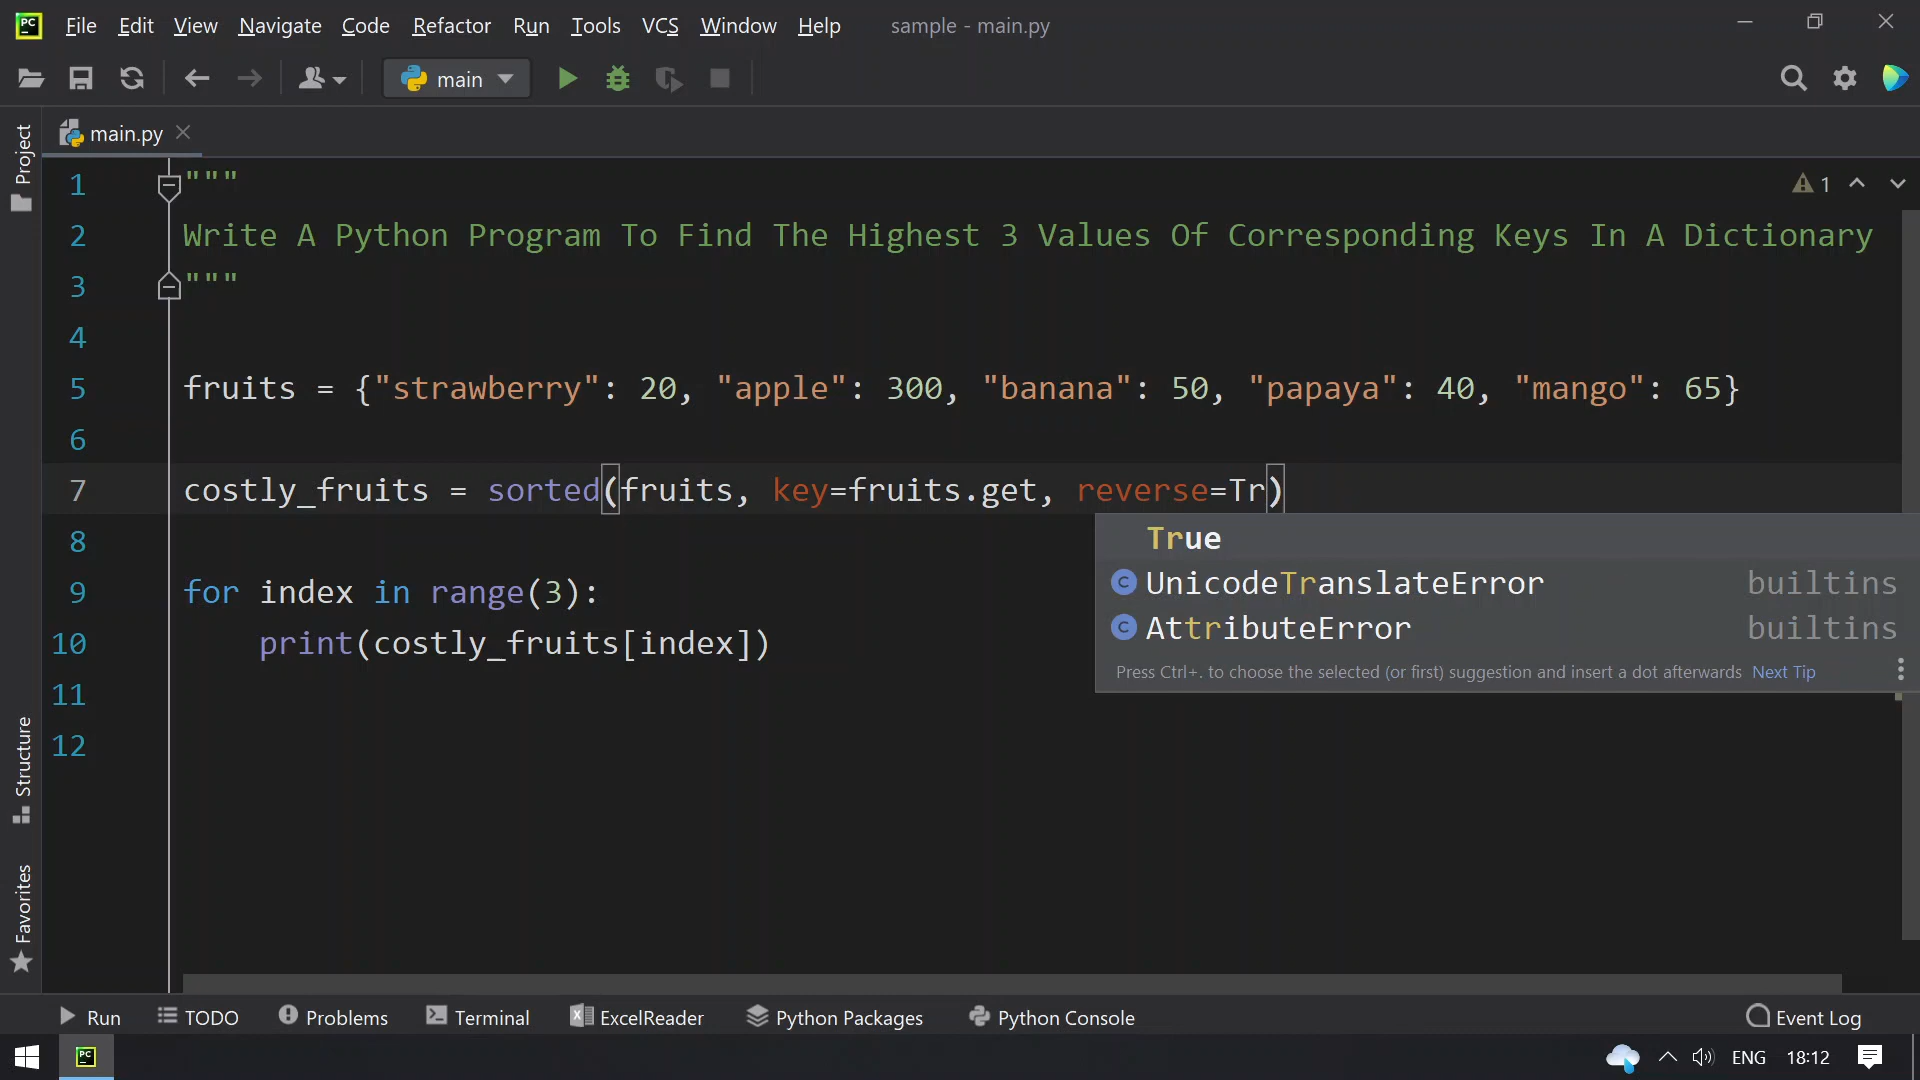 File Edit View Navigate Code Refactor Run Tools VCS Window Help sample - main.py
main
main.py
Project
1 """ 1
2 Write A Python Program To Find The Highest 3 Values Of Corresponding Keys In A Dictionary
3 """
4
5 fruits = {"strawberry": 20, "apple": 300, "banana": 50, "papaya": 40, "mango": 65}
6
7 costly_fruits = sorted(fruits, key=fruits.get, reverse=Tr)
8
True
9 for index in range(3):
UnicodeTranslateError builtins
10     print(costly_fruits[index])
AttributeError builtins
Press Ctrl+. to choose the selected (or first) suggestion and insert a dot afterwards Next Tip
11
12
Structure
Favorites
Run TODO Problems Terminal ExcelReader Python Packages Python Console Event Log
ENG 18:12